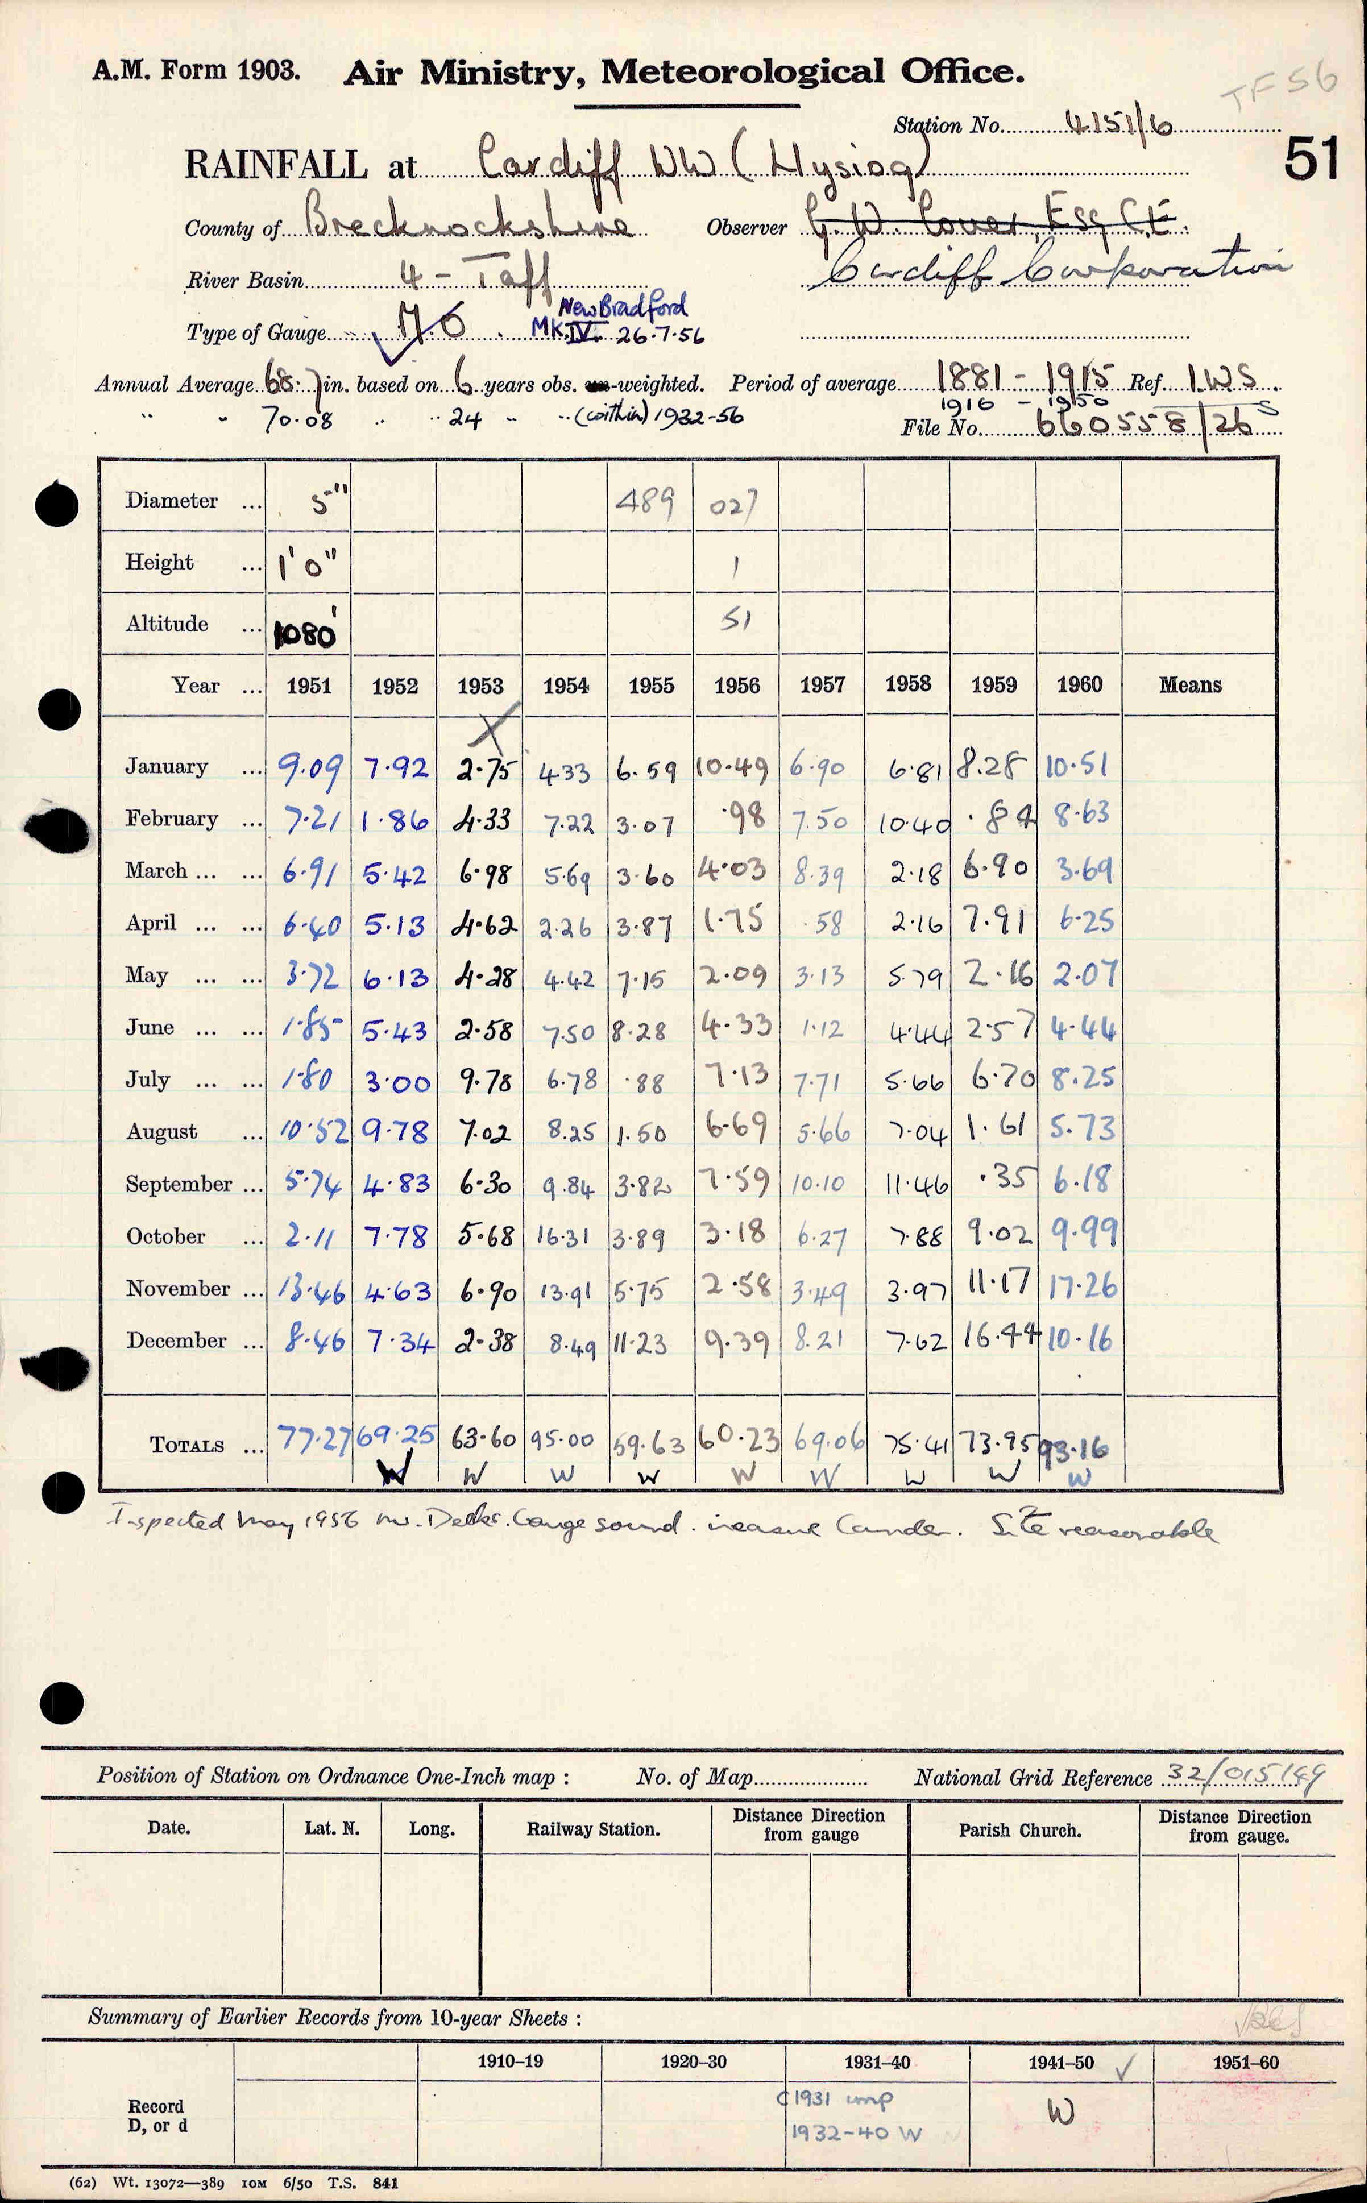 TF56
A.M. Form 1903. Air Ministry, Meteorological Office.
Station No. 4151/6
51
RAINFALL at Cardiff WW (Llysiog)
County of Brecknockshire Observer G. W. Cover, Esq C.E.
River Basin 4 - Taff Cardiff Corporation
New Bradford
Type of Gauge M.O. MK.IV. 26.7.56
Annual Average 68.7 in. based on 6 years obs. un-weighted. Period of average 1881 - 1915 Ref I.W.S.
1916 - 1950
" " 70.08 " 24 " " (within) 1932-56
File No. 660558/26
Diameter ... 5" 489 027
Height ... 1'0" 1
Altitude ... 1080' 51
Year ... 1951 1952 1953 1954 1955 1956 1957 1958 1959 1960 Means
X
January ... 9.09 7.92 2.75 4.33 6.59 10.49 6.90 6.81 8.28 10.51
February ... 7.21 1.86 4.33 7.22 3.07 .98 7.50 10.40 .84 8.63
March ... ... 6.91 5.42 6.98 5.69 3.60 4.03 8.39 2.18 6.90 3.69
April ... ... 6.40 5.13 4.62 2.26 3.87 1.75 .58 2.16 7.91 6.25
May ... ... 3.72 6.13 4.28 4.42 7.15 2.09 3.13 5.79 2.16 2.07
June ... ... 1.85 5.43 2.58 7.50 8.28 4.33 1.12 4.44 2.57 4.44
July ... ... 1.80 3.00 9.78 6.78 .88 7.13 7.71 5.66 6.70 8.25
August ... 10.52 9.78 7.02 8.25 1.50 6.69 5.66 7.04 1.61 5.73
September ... 5.74 4.83 6.30 9.84 3.82 7.59 10.10 11.46 .35 6.18
October ... 2.11 7.78 5.68 16.31 3.89 3.18 6.27 7.88 9.02 9.99
November ... 13.46 4.63 6.90 13.91 5.75 2.58 3.49 3.97 11.17 17.26
December ... 8.46 7.34 2.38 8.49 11.23 9.39 8.21 7.62 16.44 10.16
TOTALS ... 77.27 69.25 63.60 95.00 59.63 60.23 69.06 75.41 73.95 93.16
W W W W W W W W W
Inspected May 1956 Gauge sound. measure Camden. Site reasonable
Position of Station on Ordnance One-Inch map : No. of Map National Grid Reference 32/015149
Date. Lat. N. Long. Railway Station. Distance Direction from gauge Parish Church. Distance Direction from gauge.
Summary of Earlier Records from 10-year Sheets :
1910-19 1920-30 1931-40 1941-50 ✓ 1951-60
Record C1931 imp W
D, or d 1932-40 W
(62) Wt. 13072—389 10M 6/50 T.S. 841